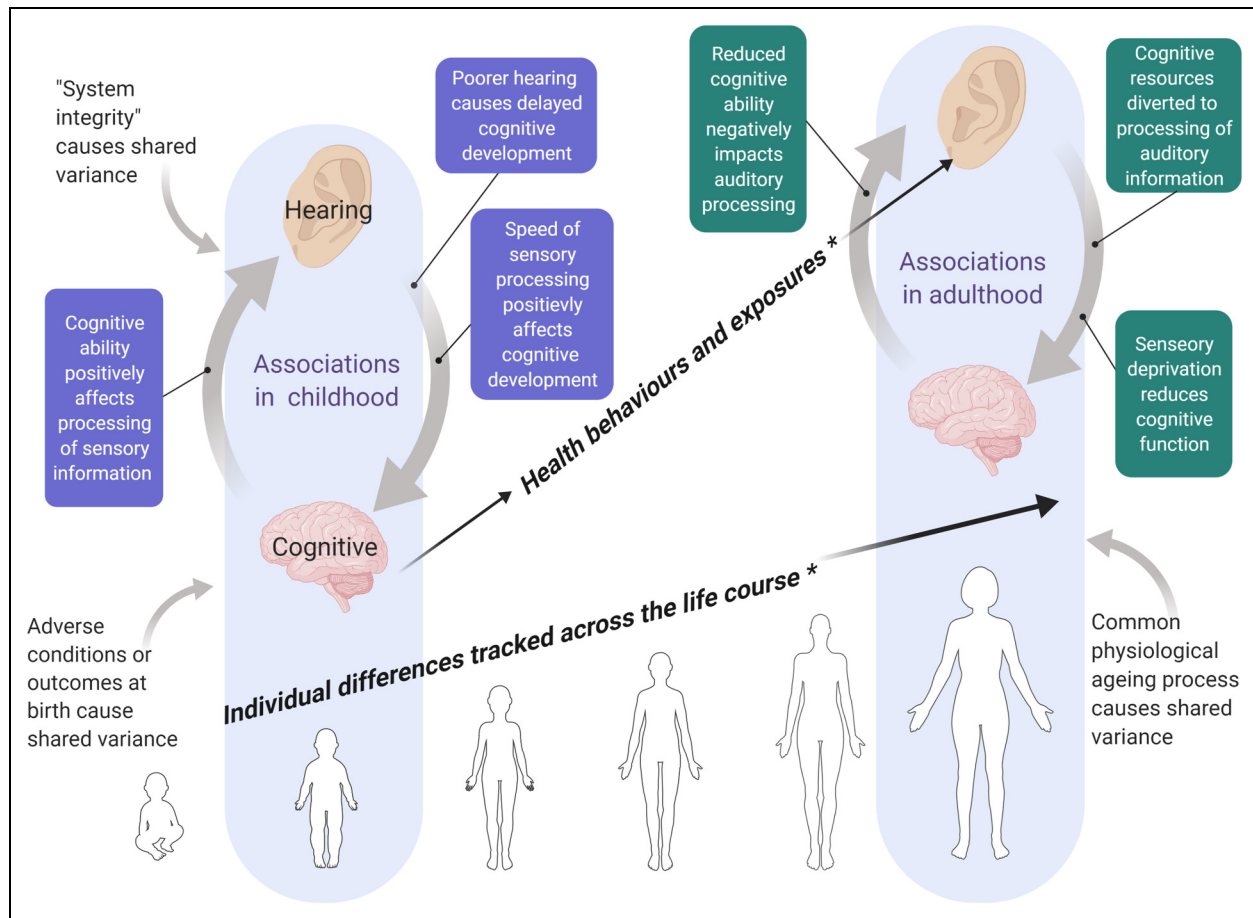 "System
integrity"
causes shared
variance
Poorer hearing
causes delayed
cognitive
development
Hearing
Speed of
sensory
processing
positievly
affects
cognitive
development
Cognitive
ability
positively
affects
processing
of sensory
information
Associations
in childhood
Cognitive
Adverse
conditions or
outcomes at
birth cause
shared variance
Health behaviours and exposures *
Individual differences tracked across the life course *
Reduced
cognitive
ability
negatively
impacts
auditory
processing
Cognitive
resources
diverted to
processing of
auditory
information
Associations
in adulthood
Senseory
deprivation
reduces
cognitive
function
Common
physiological
ageing process
causes shared
variance